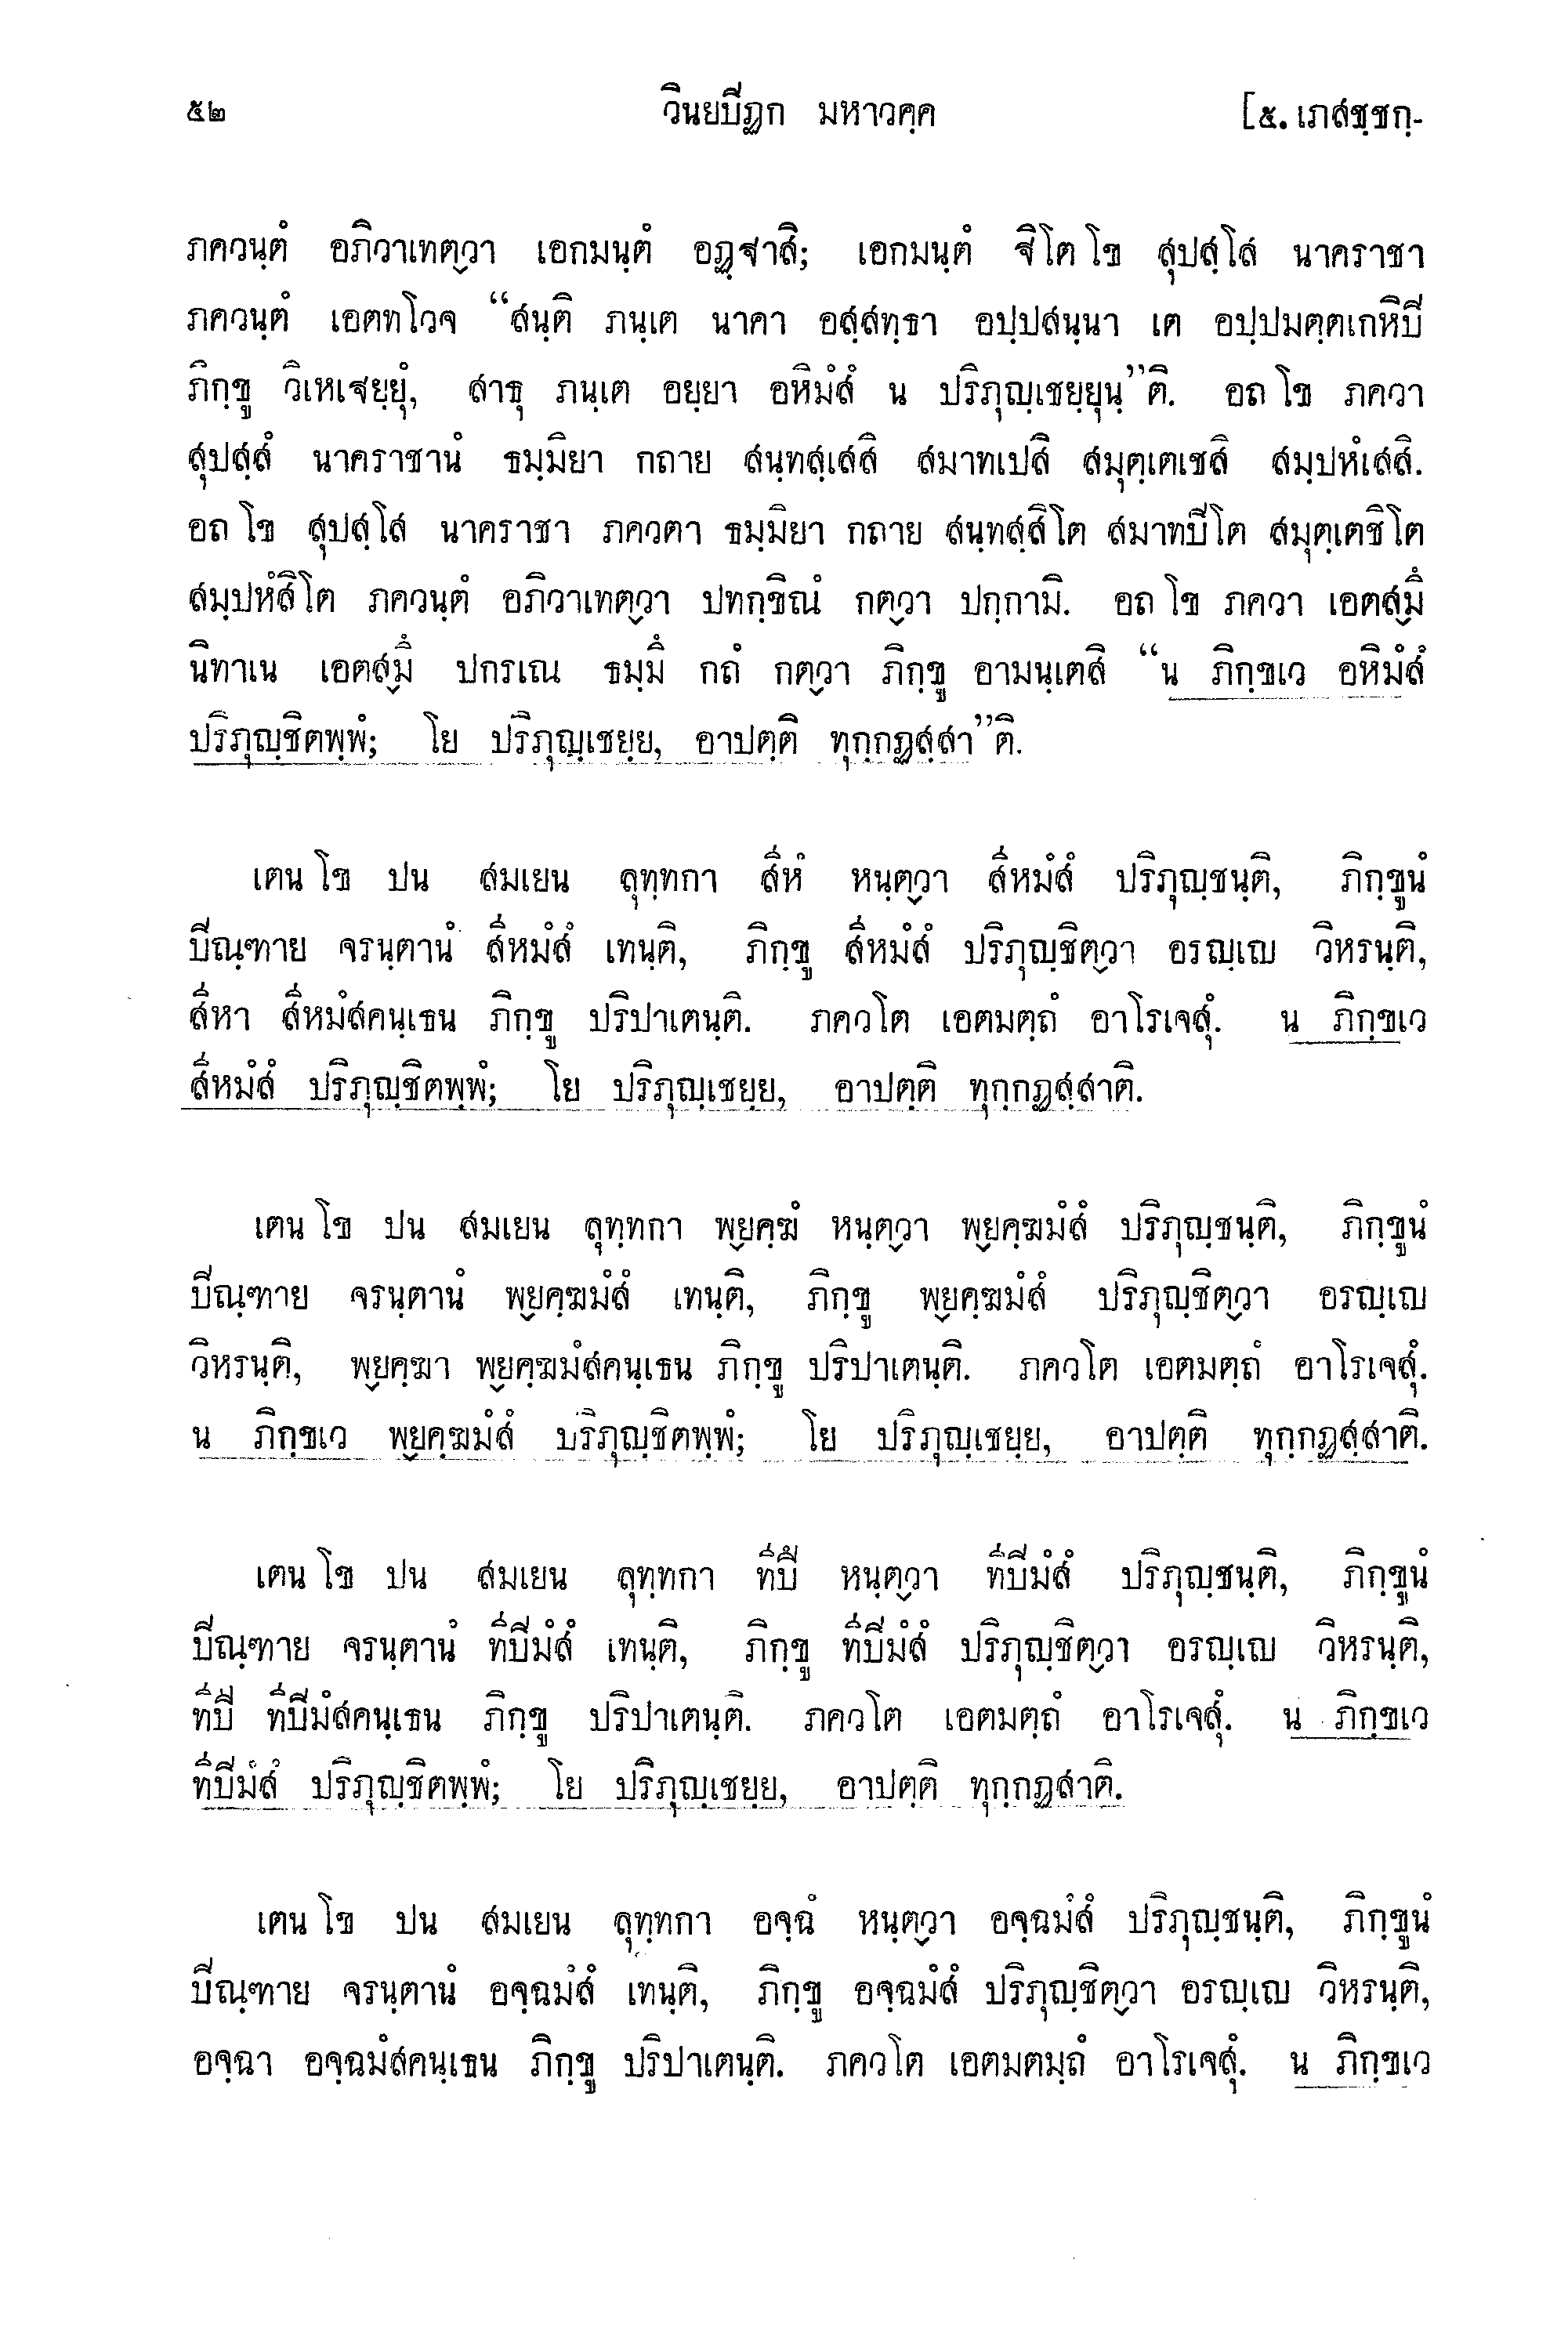 ๕๒ วินยปิฏก มหาวคฺค [๕. เภสชฺชกฺ-
ภควนฺตํ อภิวาเทตฺวา เอกมนฺตํ อฏฺฐาสิ; เอกมนฺตํ ฐิโต โข สุปสฺโส นาคราชา
ภควนฺตํ เอตทโวจ “สนฺติ ภนฺเต นาคา อสฺสทฺธา อปฺปสนฺนา เต อปฺปมตฺตเกหิปิ
ภิกฺขู วิเหเฐยฺยุํ, สาธุ ภนฺเต อยฺยา อหิมํสํ น ปริภุญฺเชยฺยุนฺ”ติ. อถ โข ภควา
สุปสฺสํ นาคราชานํ ธมฺมิยา กถาย สนฺทสฺเสสิ สมาทเปสิ สมุตฺเตเชสิ สมฺปหํเสสิ.
อถ โข สุปสฺโส นาคราชา ภควตา ธมฺมิยา กถาย สนฺทสฺสิโต สมาทปิโต สมุตฺเตชิโต
สมฺปหํสิโต ภควนฺตํ อภิวาเทตฺวา ปทกฺขิณํ กตฺวา ปกฺกามิ. อถ โข ภควา เอตสฺมึ
นิทาเน เอตสฺมึ ปกรเณ ธมฺมึ กถํ กตฺวา ภิกฺขู อามนฺเตสิ “น ภิกฺขเว อหิมํสํ
ปริภุญฺชิตพฺพํ; โย ปริภุญฺเชยฺย, อาปตฺติ ทุกฺกฏสฺสา”ติ.
เตน โข ปน สมเยน ลุทฺทกา สีหํ หนฺตฺวา สีหมํสํ ปริภุญฺชนฺติ, ภิกฺขูนํ
ปิณฺฑาย จรนฺตานํ สีหมํสํ เทนฺติ, ภิกฺขู สีหมํสํ ปริภุญฺชิตฺวา อรญฺเญ วิหรนฺติ,
สีหา สีหมํสคนฺเธน ภิกฺขู ปริปาเตนฺติ. ภควโต เอตมตฺถํ อาโรเจสุํ. น ภิกฺขเว
สีหมํสํ ปริภุญฺชิตพฺพํ; โย ปริภุญฺเชยฺย, อาปตฺติ ทุกฺกฏสฺสาติ.
เตน โข ปน สมเยน ลุทฺทกา พฺยคฺฆํ หนฺตฺวา พฺยคฺฆมํสํ ปริภุญฺชนฺติ, ภิกฺขูนํ
ปิณฺฑาย จรนฺตานํ พฺยคฺฆมํสํ เทนฺติ, ภิกฺขู พฺยคฺฆมํสํ ปริภุญฺชิตฺวา อรญฺเญ
วิหรนฺติ, พฺยคฺฆา พฺยคฺฆมํสคนฺเธน ภิกฺขู ปริปาเตนฺติ. ภควโต เอตมตฺถํ อาโรเจสุํ.
น ภิกฺขเว พฺยคฺฆมํสํ ปริภุญฺชิตพฺพํ; โย ปริภุญฺเชยฺย, อาปตฺติ ทุกฺกฏสฺสาติ.
เตน โข ปน สมเยน ลุทฺทกา ทีปึ หนฺตฺวา ทีปิมํสํ ปริภุญฺชนฺติ, ภิกฺขูนํ
ปิณฺฑาย จรนฺตานํ ทีปิมํสํ เทนฺติ, ภิกฺขู ทีปิมํสํ ปริภุญฺชิตฺวา อรญฺเญ วิหรนฺติ,
ทีปี ทีปิมํสคนฺเธน ภิกฺขู ปริปาเตนฺติ. ภควโต เอตมตฺถํ อาโรเจสุํ. น ภิกฺขเว
ทีปิมํสํ ปริภุญฺชิตพฺพํ; โย ปริภุญฺเชยฺย, อาปตฺติ ทุกฺกฏสาติ.
เตน โข ปน สมเยน ลุทฺทกา อจฺฉํ หนฺตฺวา อจฺฉมํสํ ปริภุญฺชนฺติ, ภิกฺขูนํ
ปิณฺฑาย จรนฺตานํ อจฺฉมํสํ เทนฺติ, ภิกฺขู อจฺฉมํสํ ปริภุญฺชิตฺวา อรญฺเญ วิหรนฺติ,
อจฺฉา อจฺฉมํสคนฺเธน ภิกฺขู ปริปาเตนฺติ. ภควโต เอตมตมฺถํ อาโรเจสุํ. น ภิกฺขเว